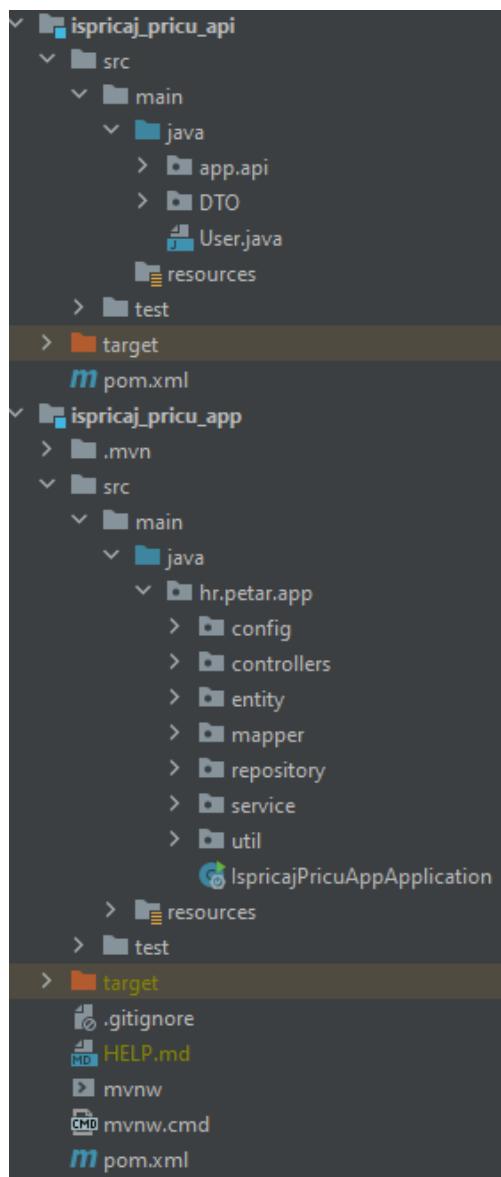 ispricaj_pricu_api
src
main
java
app.api
DTO
User.java
resources
test
target
m pom.xml
ispricaj_pricu_app
.mvn
src
main
java
hr.petar.app
config
controllers
entity
mapper
repository
service
util
IspricajPricuAppApplication
resources
test
target
.gitignore
MD HELP.md
mvnw
CMD mvnw.cmd
m pom.xml